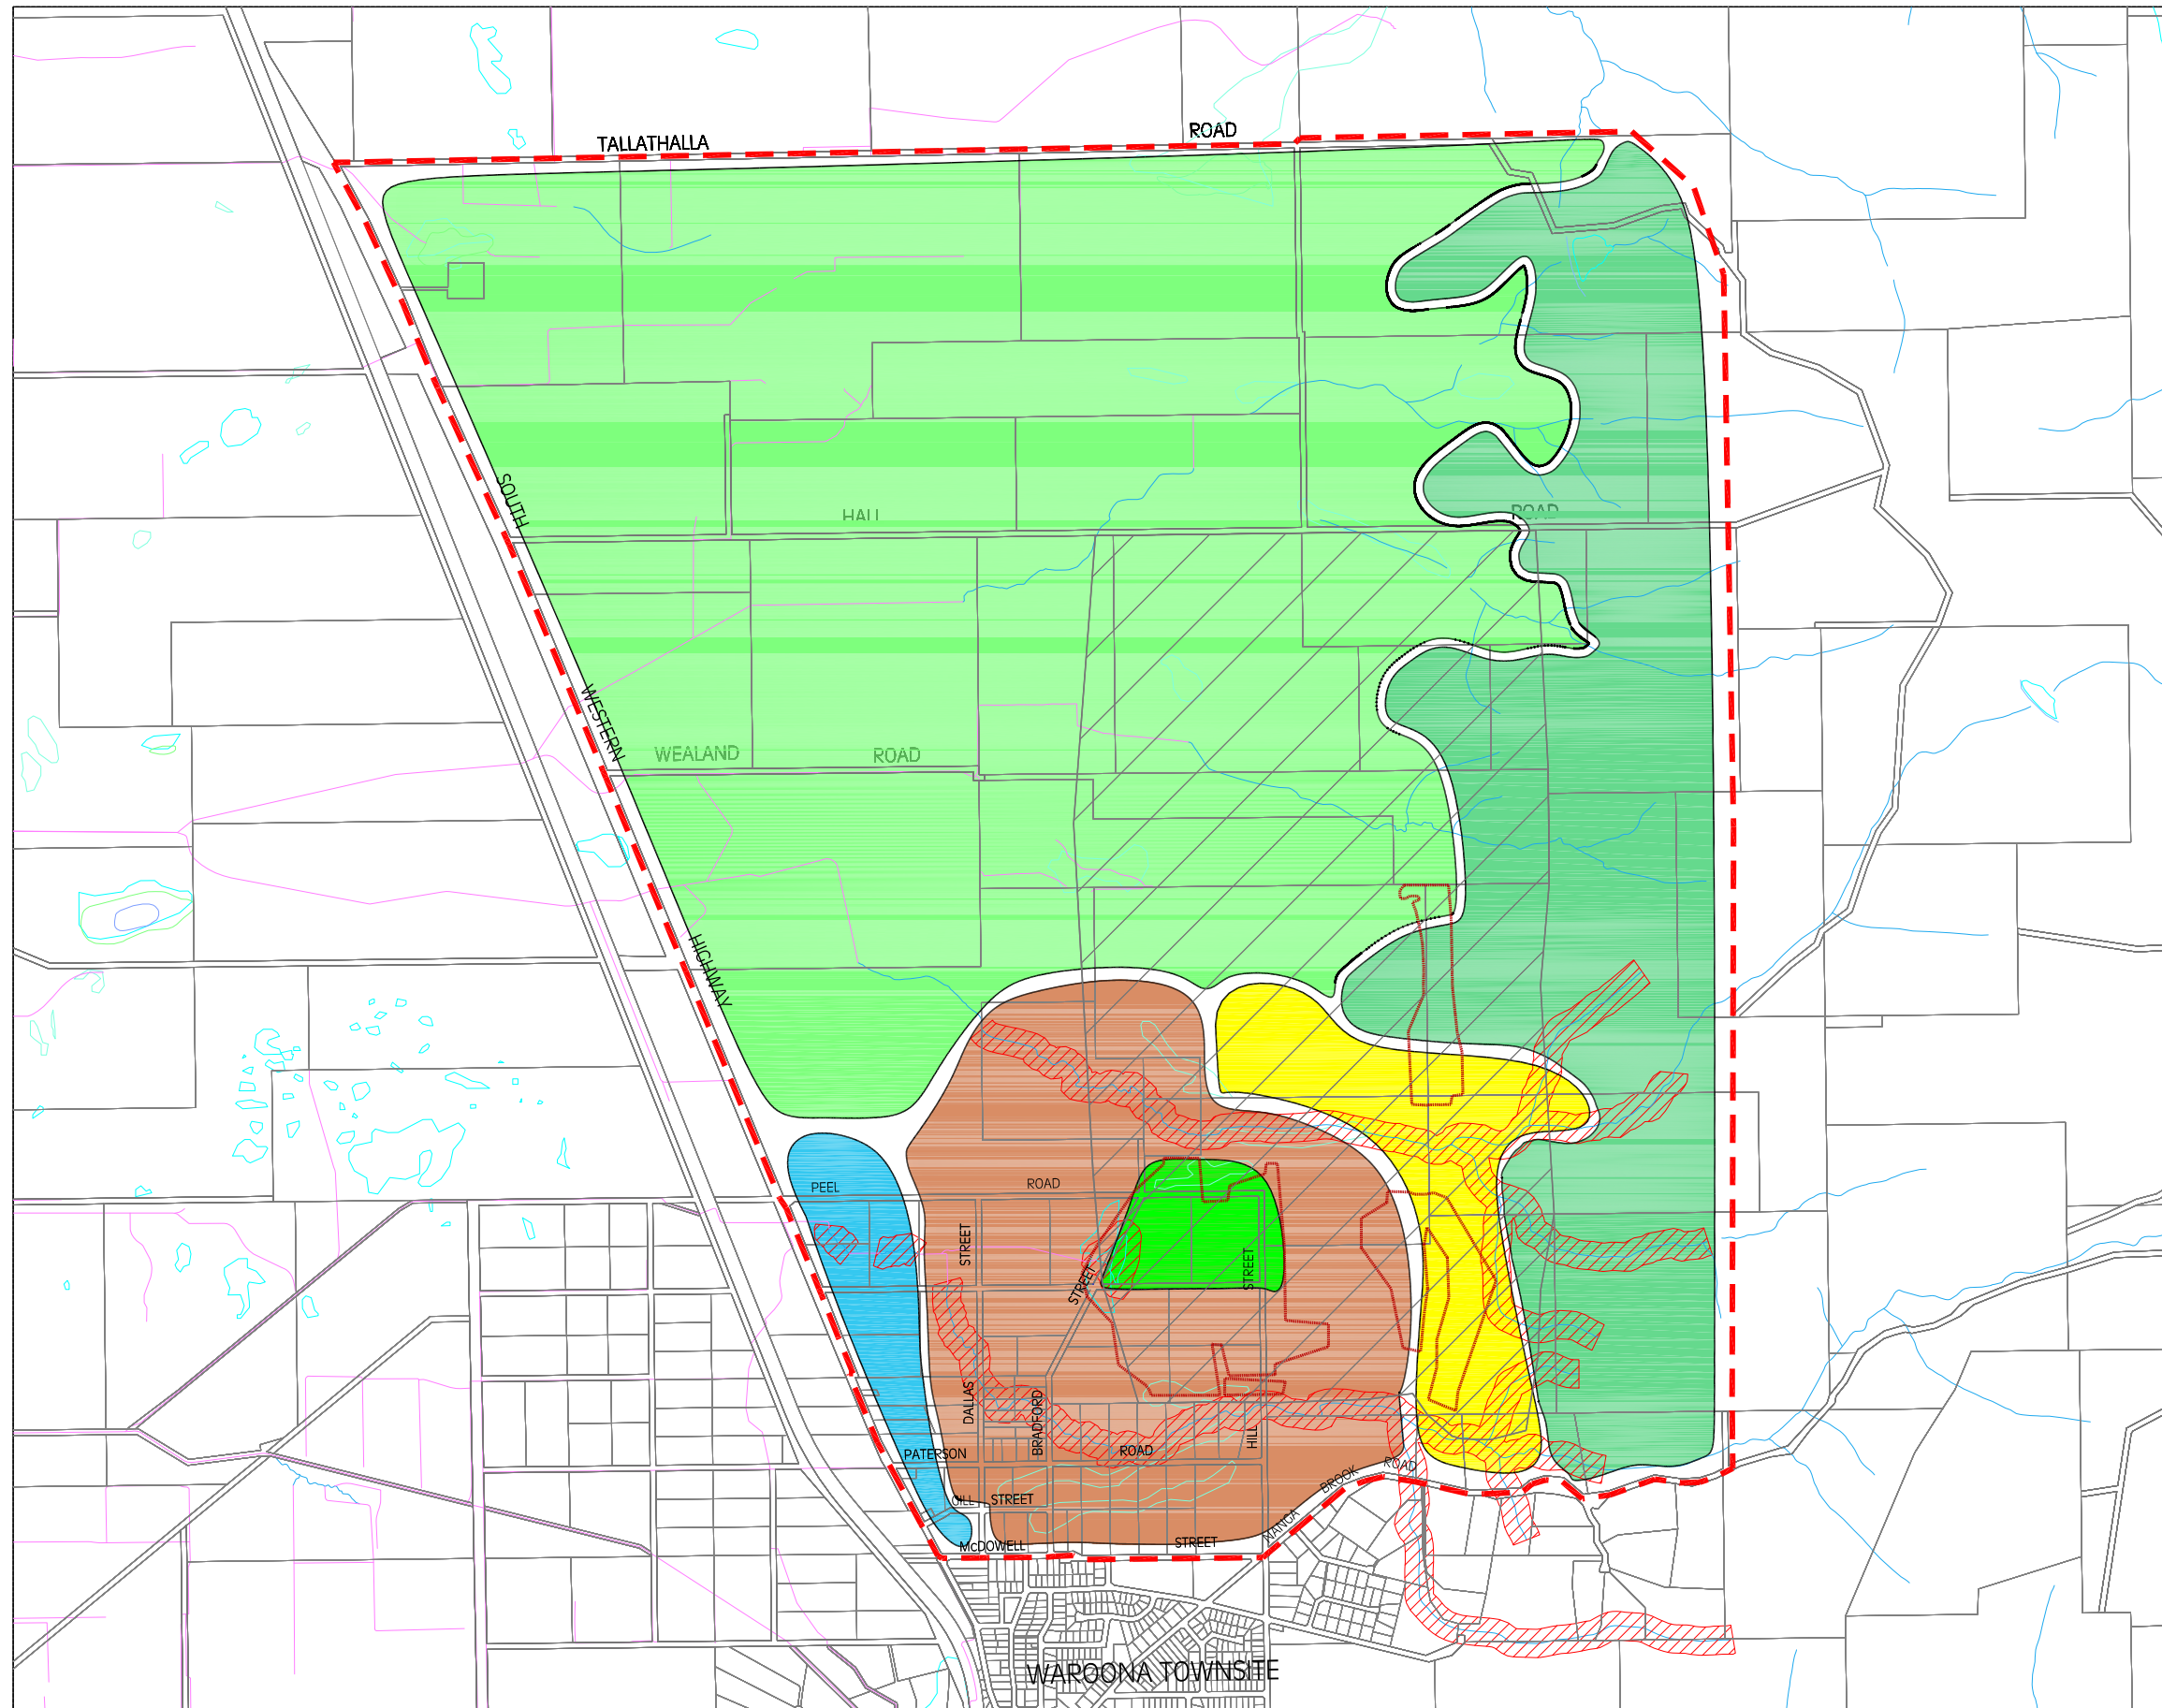 TALLATHALLA ROAD
SOUTH
HALL ROAD
WESTERN
WEALAND ROAD
HIGHWAY
PEEL ROAD
STREET
STREET
STREET
DALLAS
BRADFORD
HILL
PATERSON ROAD
GILL STREET
BROOK ROAD
NANGA
McDOWELL STREET
WAROONA TOWNSITE